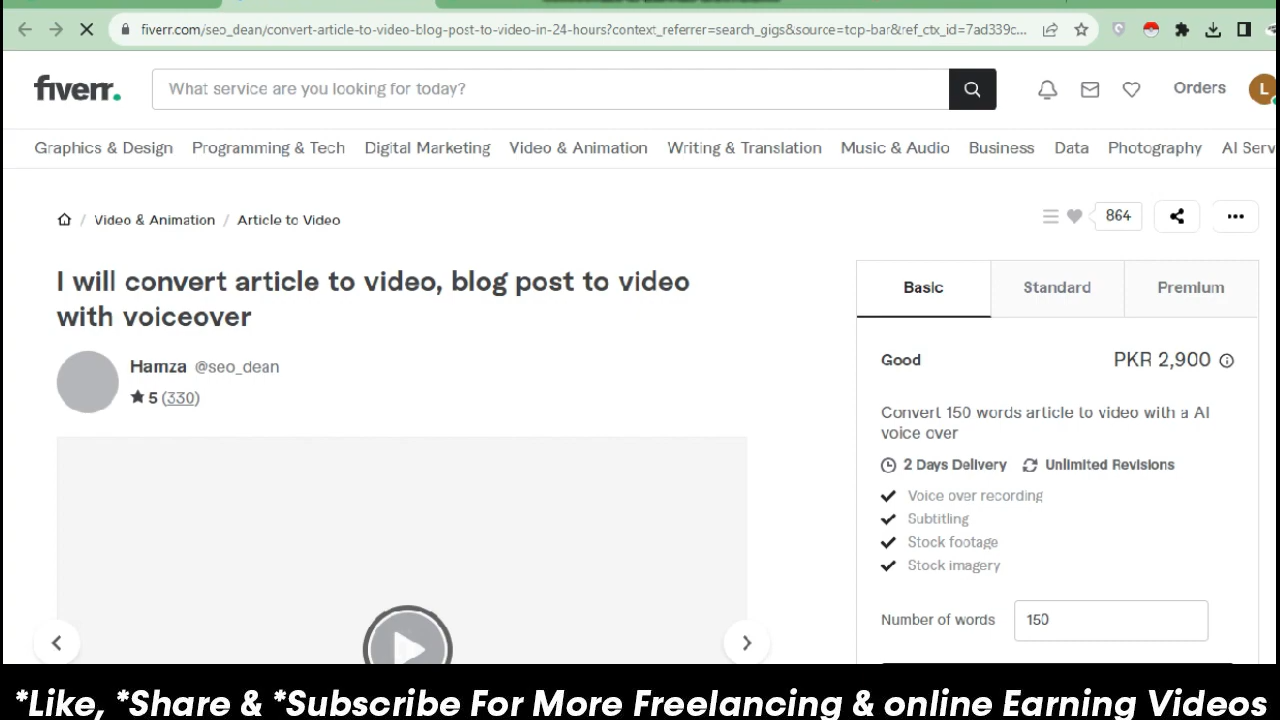 fiverr.com/seo_dean/convert-article-to-video-blog-post-to-video-in-24-hours?context_referrer=search_gigs&source=top-bar&ref_ctx_id=7ad339c...
fiverr.
What service are you looking for today?
Orders
L
Graphics & Design Programming & Tech Digital Marketing Video & Animation Writing & Translation Music & Audio Business Data Photography AI Serv
/ Video & Animation / Article to Video
864
I will convert article to video, blog post to video
with voiceover
Hamza @seo_dean
5 (330)
Basic Standard Premium
Good PKR 2,900
Convert 150 words article to video with a AI
voice over
2 Days Delivery Unlimited Revisions
Voice over recording
Subtitling
Stock footage
Stock imagery
Number of words 150
*Like, *Share & *Subscribe For More Freelancing & online Earning Videos